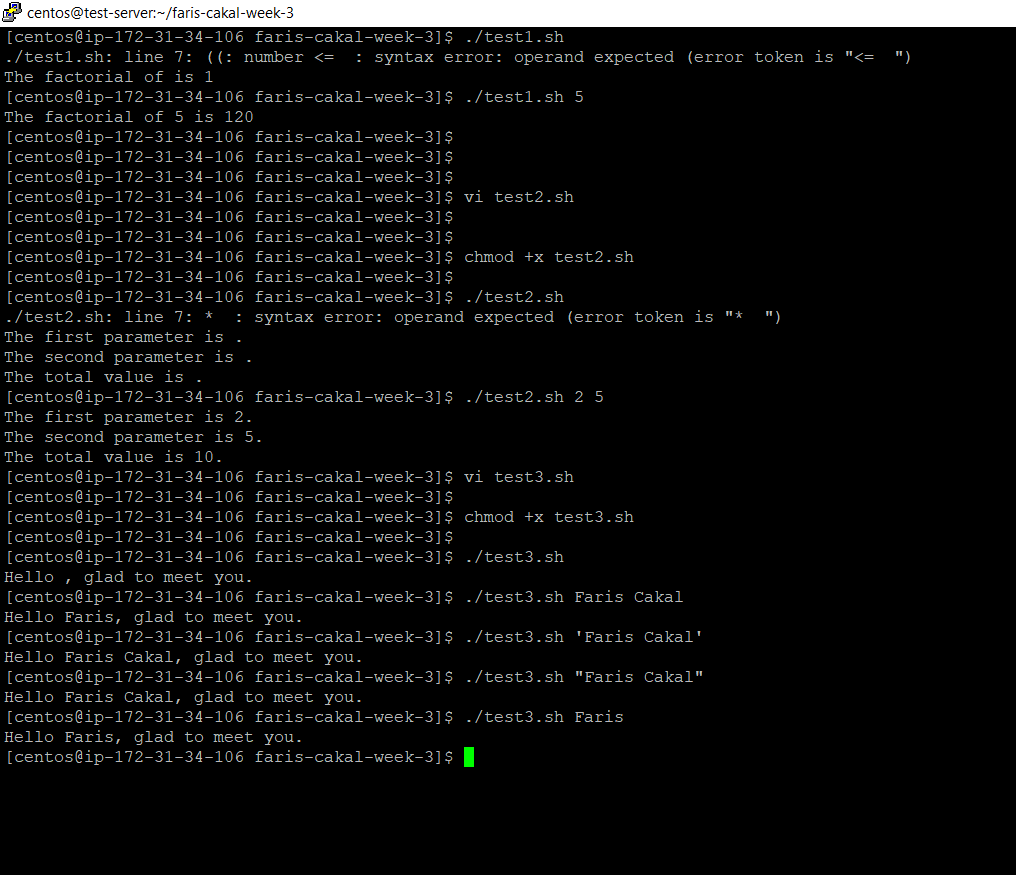 centos@test-server:~/faris-cakal-week-3
[centos@ip-172-31-34-106 faris-cakal-week-3]$ ./test1.sh
./test1.sh: line 7: ((: number <=  : syntax error: operand expected (error token is "<=  ")
The factorial of is 1
[centos@ip-172-31-34-106 faris-cakal-week-3]$ ./test1.sh 5
The factorial of 5 is 120
[centos@ip-172-31-34-106 faris-cakal-week-3]$
[centos@ip-172-31-34-106 faris-cakal-week-3]$
[centos@ip-172-31-34-106 faris-cakal-week-3]$
[centos@ip-172-31-34-106 faris-cakal-week-3]$ vi test2.sh
[centos@ip-172-31-34-106 faris-cakal-week-3]$
[centos@ip-172-31-34-106 faris-cakal-week-3]$
[centos@ip-172-31-34-106 faris-cakal-week-3]$ chmod +x test2.sh
[centos@ip-172-31-34-106 faris-cakal-week-3]$
[centos@ip-172-31-34-106 faris-cakal-week-3]$ ./test2.sh
./test2.sh: line 7: *  : syntax error: operand expected (error token is "*  ")
The first parameter is .
The second parameter is .
The total value is .
[centos@ip-172-31-34-106 faris-cakal-week-3]$ ./test2.sh 2 5
The first parameter is 2.
The second parameter is 5.
The total value is 10.
[centos@ip-172-31-34-106 faris-cakal-week-3]$ vi test3.sh
[centos@ip-172-31-34-106 faris-cakal-week-3]$
[centos@ip-172-31-34-106 faris-cakal-week-3]$ chmod +x test3.sh
[centos@ip-172-31-34-106 faris-cakal-week-3]$
[centos@ip-172-31-34-106 faris-cakal-week-3]$ ./test3.sh
Hello , glad to meet you.
[centos@ip-172-31-34-106 faris-cakal-week-3]$ ./test3.sh Faris Cakal
Hello Faris, glad to meet you.
[centos@ip-172-31-34-106 faris-cakal-week-3]$ ./test3.sh 'Faris Cakal'
Hello Faris Cakal, glad to meet you.
[centos@ip-172-31-34-106 faris-cakal-week-3]$ ./test3.sh "Faris Cakal"
Hello Faris Cakal, glad to meet you.
[centos@ip-172-31-34-106 faris-cakal-week-3]$ ./test3.sh Faris
Hello Faris, glad to meet you.
[centos@ip-172-31-34-106 faris-cakal-week-3]$